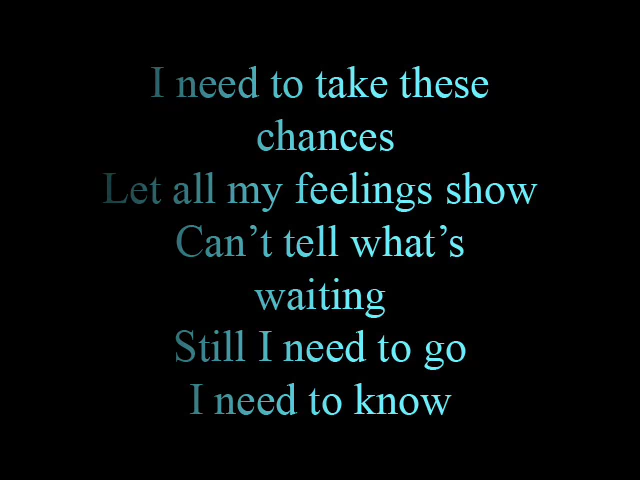 I need to take these
chances
Let all my feelings show
Can’t tell what’s
waiting
Still I need to go
I need to know